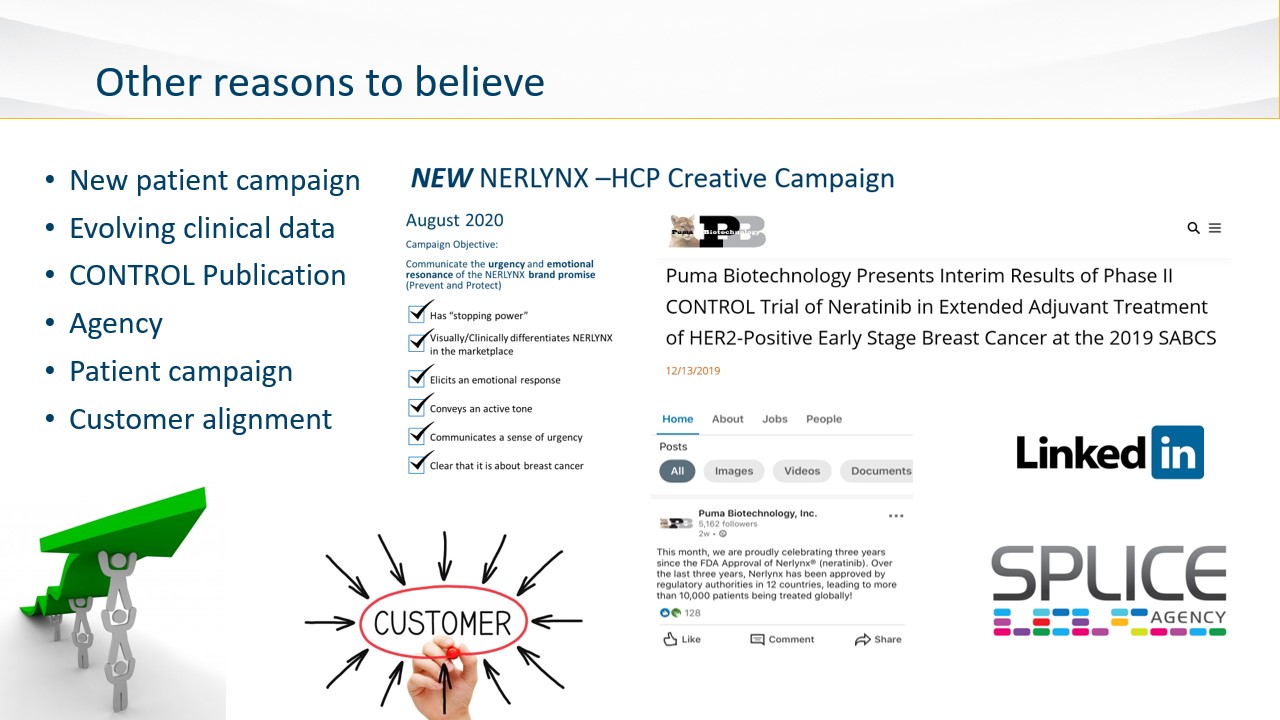 Other reasons to believe
• New patient campaign
• Evolving clinical data
• CONTROL Publication
• Agency
• Patient campaign
• Customer alignment
NEW NERLYNX –HCP Creative Campaign
August 2020
Campaign Objective:
Communicate the urgency and emotional
resonance of the NERLYNX brand promise
(Prevent and Protect)
Has “stopping power”
Visually/Clinically differentiates NERLYNX
in the marketplace
Elicits an emotional response
Conveys an active tone
Communicates a sense of urgency
Clear that it is about breast cancer
Puma Biotechnology
PB
Puma Biotechnology Presents Interim Results of Phase II
CONTROL Trial of Neratinib in Extended Adjuvant Treatment
of HER2-Positive Early Stage Breast Cancer at the 2019 SABCS
12/13/2019
Home About Jobs People
Posts
All Images Videos Documents
Puma Biotechnology, Inc.
5,162 followers
2w •
This month, we are proudly celebrating three years
since the FDA Approval of Nerlynx® (neratinib). Over
the last three years, Nerlynx has been approved by
regulatory authorities in 12 countries, leading to more
than 10,000 patients being treated globally!
128
Like Comment Share
Linked in
SPLICE
AGENCY
CUSTOMER